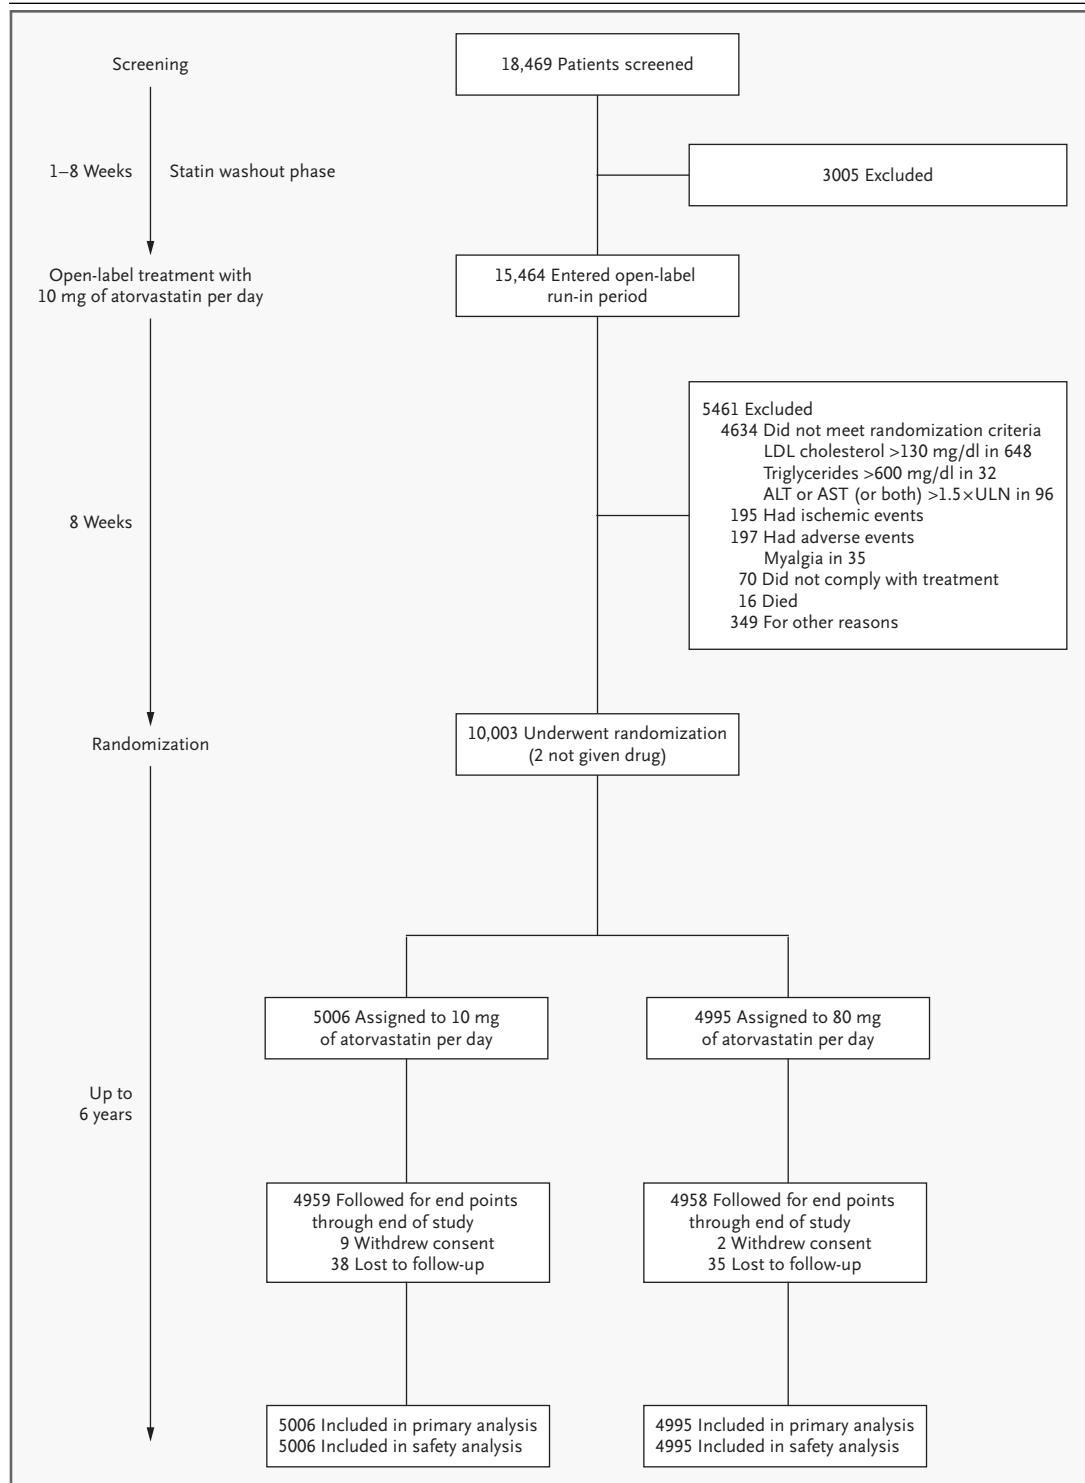 Screening
18,469 Patients screened
1–8 Weeks
Statin washout phase
3005 Excluded
Open-label treatment with
10 mg of atorvastatin per day
15,464 Entered open-label
run-in period
5461 Excluded
4634 Did not meet randomization criteria
LDL cholesterol >130 mg/dl in 648
Triglycerides >600 mg/dl in 32
ALT or AST (or both) >1.5×ULN in 96
195 Had ischemic events
197 Had adverse events
Myalgia in 35
70 Did not comply with treatment
16 Died
349 For other reasons
8 Weeks
Randomization
10,003 Underwent randomization
(2 not given drug)
5006 Assigned to 10 mg
of atorvastatin per day
4995 Assigned to 80 mg
of atorvastatin per day
Up to
6 years
4959 Followed for end points
through end of study
9 Withdrew consent
38 Lost to follow-up
4958 Followed for end points
through end of study
2 Withdrew consent
35 Lost to follow-up
5006 Included in primary analysis
5006 Included in safety analysis
4995 Included in primary analysis
4995 Included in safety analysis